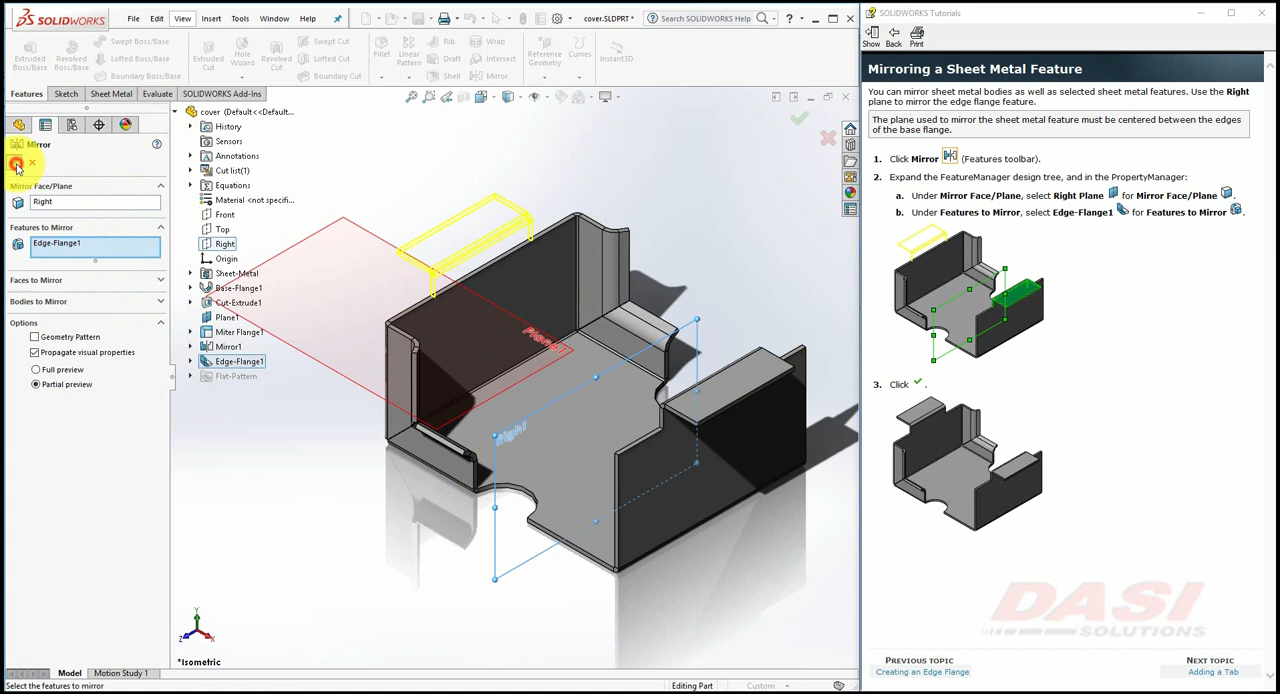 SOLIDWORKS
File
Edit
View
Insert
Tools
Window
Help
cover.SLDPRT *
Search SOLIDWORKS Help
Extruded Boss/Base
Revolved Boss/Base
Swept Boss/Base
Lofted Boss/Base
Boundary Boss/Base
Extruded Cut
Hole Wizard
Revolved Cut
Swept Cut
Lofted Cut
Boundary Cut
Fillet
Linear Pattern
Rib
Draft
Shell
Wrap
Intersect
Mirror
Reference Geometry
Curves
Instant3D
Features
Sketch
Sheet Metal
Evaluate
SOLIDWORKS Add-Ins
Mirror
Mirror Face/Plane
Right
Features to Mirror
Edge-Flange1
Faces to Mirror
Bodies to Mirror
Options
Geometry Pattern
Propagate visual properties
Full preview
Partial preview
cover (Default<<Default...
History
Sensors
Annotations
Cut list(1)
Equations
Material <not specifi...
Front
Top
Right
Origin
Sheet-Metal
Base-Flange1
Cut-Extrude1
Plane1
Miter Flange1
Mirror1
Edge-Flange1
Flat-Pattern
Plane1
Right
Y
Z
X
*Isometric
Model
Motion Study 1
Select the features to mirror
Editing Part
Custom
SOLIDWORKS Tutorials
Show
Back
Print
Mirroring a Sheet Metal Feature
You can mirror sheet metal bodies as well as selected sheet metal features. Use the Right
plane to mirror the edge flange feature.
The plane used to mirror the sheet metal feature must be centered between the edges
of the base flange.
1. Click Mirror (Features toolbar).
2. Expand the FeatureManager design tree, and in the PropertyManager:
a. Under Mirror Face/Plane, select Right Plane for Mirror Face/Plane .
b. Under Features to Mirror, select Edge-Flange1 for Features to Mirror .
3. Click .
DASI
SOLUTIONS
PREVIOUS TOPIC
Creating an Edge Flange
NEXT TOPIC
Adding a Tab